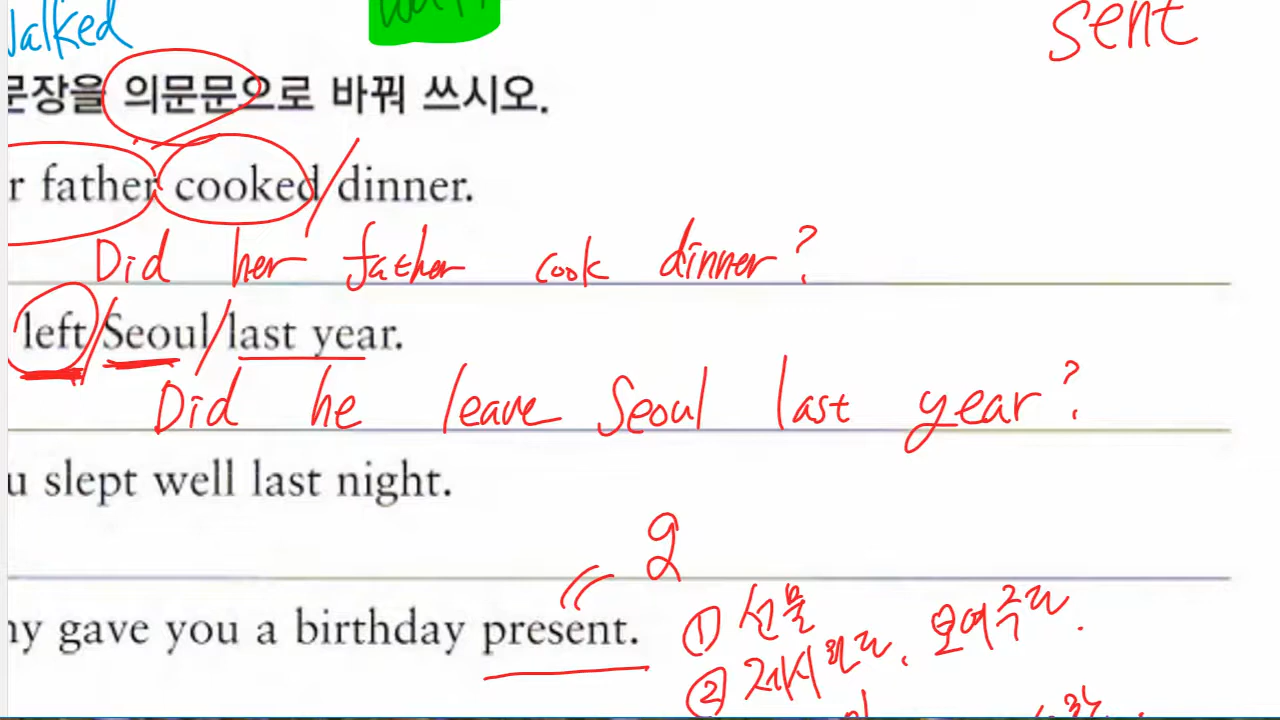 Walked
sent
문장을 의문문으로 바꿔 쓰시오.
r father cooked / dinner.
Did her father cook dinner?
left / Seoul / last year.
Did he leave Seoul last year?
u slept well last night.
ny gave you a birthday present.
① 선물
② 제시하다, 보여주다.